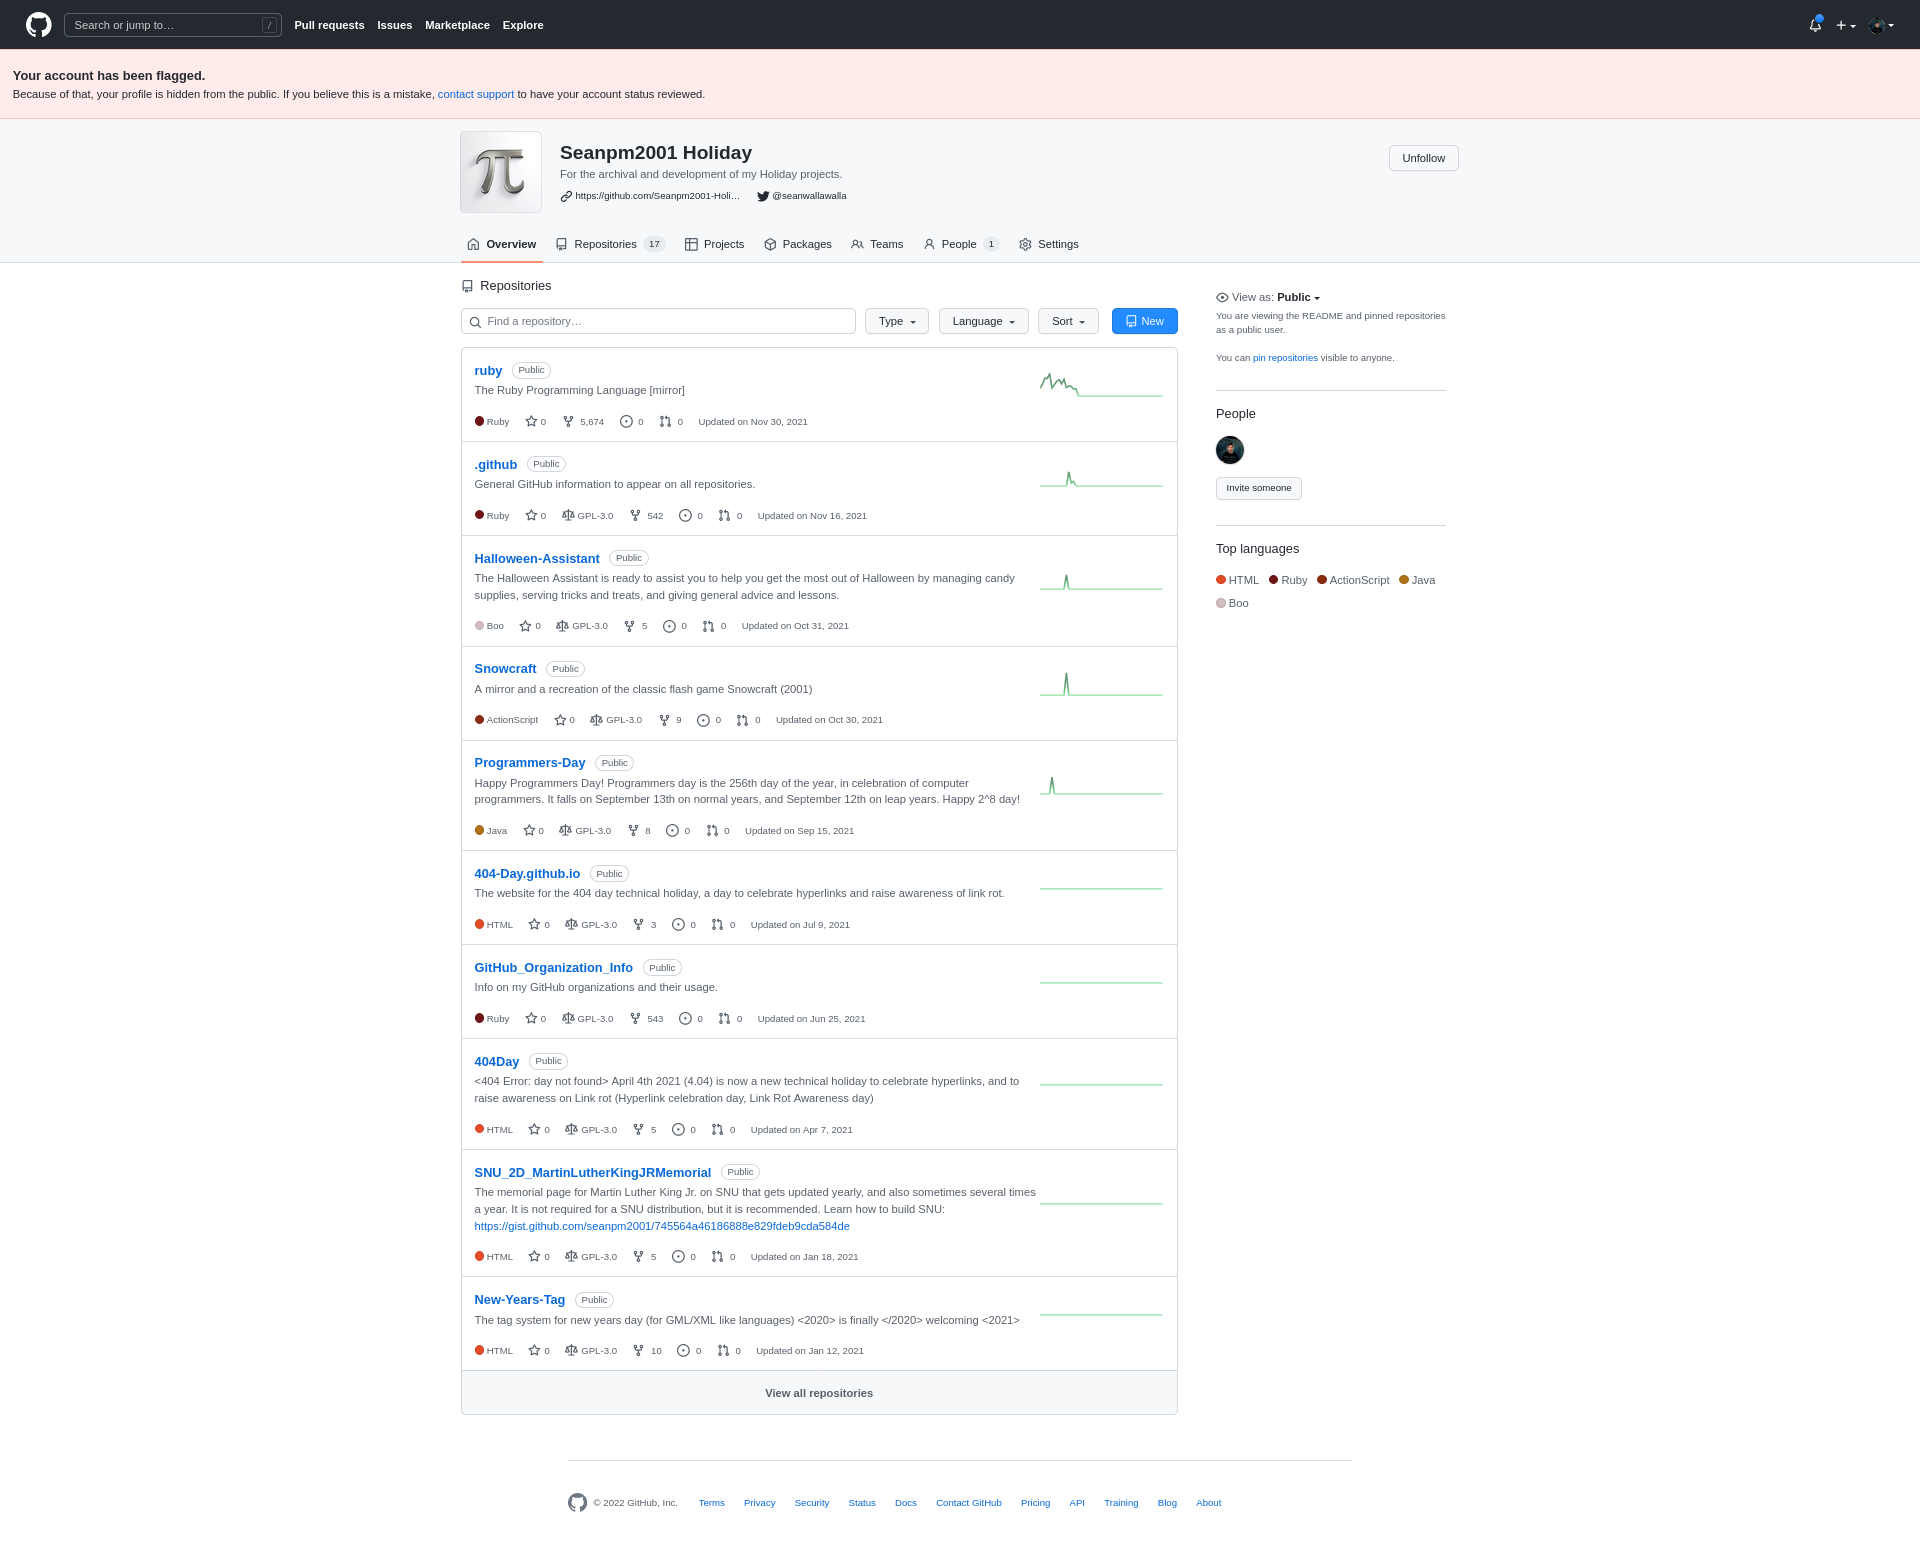 Search or jump to… /
Pull requests Issues Marketplace Explore
Your account has been flagged.
Because of that, your profile is hidden from the public. If you believe this is a mistake, contact support to have your account status reviewed.
π
Seanpm2001 Holiday
Unfollow
For the archival and development of my Holiday projects.
https://github.com/Seanpm2001-Holi… @seanwallawalla
Overview Repositories 17 Projects Packages Teams People 1 Settings
Repositories
Find a repository… Type Language Sort New
ruby Public
The Ruby Programming Language [mirror]
Ruby 0 5,674 0 0 Updated on Nov 30, 2021
.github Public
General GitHub information to appear on all repositories.
Ruby 0 GPL-3.0 542 0 0 Updated on Nov 16, 2021
Halloween-Assistant Public
The Halloween Assistant is ready to assist you to help you get the most out of Halloween by managing candy
supplies, serving tricks and treats, and giving general advice and lessons.
Boo 0 GPL-3.0 5 0 0 Updated on Oct 31, 2021
Snowcraft Public
A mirror and a recreation of the classic flash game Snowcraft (2001)
ActionScript 0 GPL-3.0 9 0 0 Updated on Oct 30, 2021
Programmers-Day Public
Happy Programmers Day! Programmers day is the 256th day of the year, in celebration of computer
programmers. It falls on September 13th on normal years, and September 12th on leap years. Happy 2^8 day!
Java 0 GPL-3.0 8 0 0 Updated on Sep 15, 2021
404-Day.github.io Public
The website for the 404 day technical holiday, a day to celebrate hyperlinks and raise awareness of link rot.
HTML 0 GPL-3.0 3 0 0 Updated on Jul 9, 2021
GitHub_Organization_Info Public
Info on my GitHub organizations and their usage.
Ruby 0 GPL-3.0 543 0 0 Updated on Jun 25, 2021
404Day Public
<404 Error: day not found> April 4th 2021 (4.04) is now a new technical holiday to celebrate hyperlinks, and to
raise awareness on Link rot (Hyperlink celebration day, Link Rot Awareness day)
HTML 0 GPL-3.0 5 0 0 Updated on Apr 7, 2021
SNU_2D_MartinLutherKingJRMemorial Public
The memorial page for Martin Luther King Jr. on SNU that gets updated yearly, and also sometimes several times
a year. It is not required for a SNU distribution, but it is recommended. Learn how to build SNU:
https://gist.github.com/seanpm2001/745564a46186888e829fdeb9cda584de
HTML 0 GPL-3.0 5 0 0 Updated on Jan 18, 2021
New-Years-Tag Public
The tag system for new years day (for GML/XML like languages) <2020> is finally </2020> welcoming <2021>
HTML 0 GPL-3.0 10 0 0 Updated on Jan 12, 2021
View all repositories
View as: Public
You are viewing the README and pinned repositories
as a public user.
You can pin repositories visible to anyone.
People
Invite someone
Top languages
HTML Ruby ActionScript Java
Boo
© 2022 GitHub, Inc. Terms Privacy Security Status Docs Contact GitHub Pricing API Training Blog About